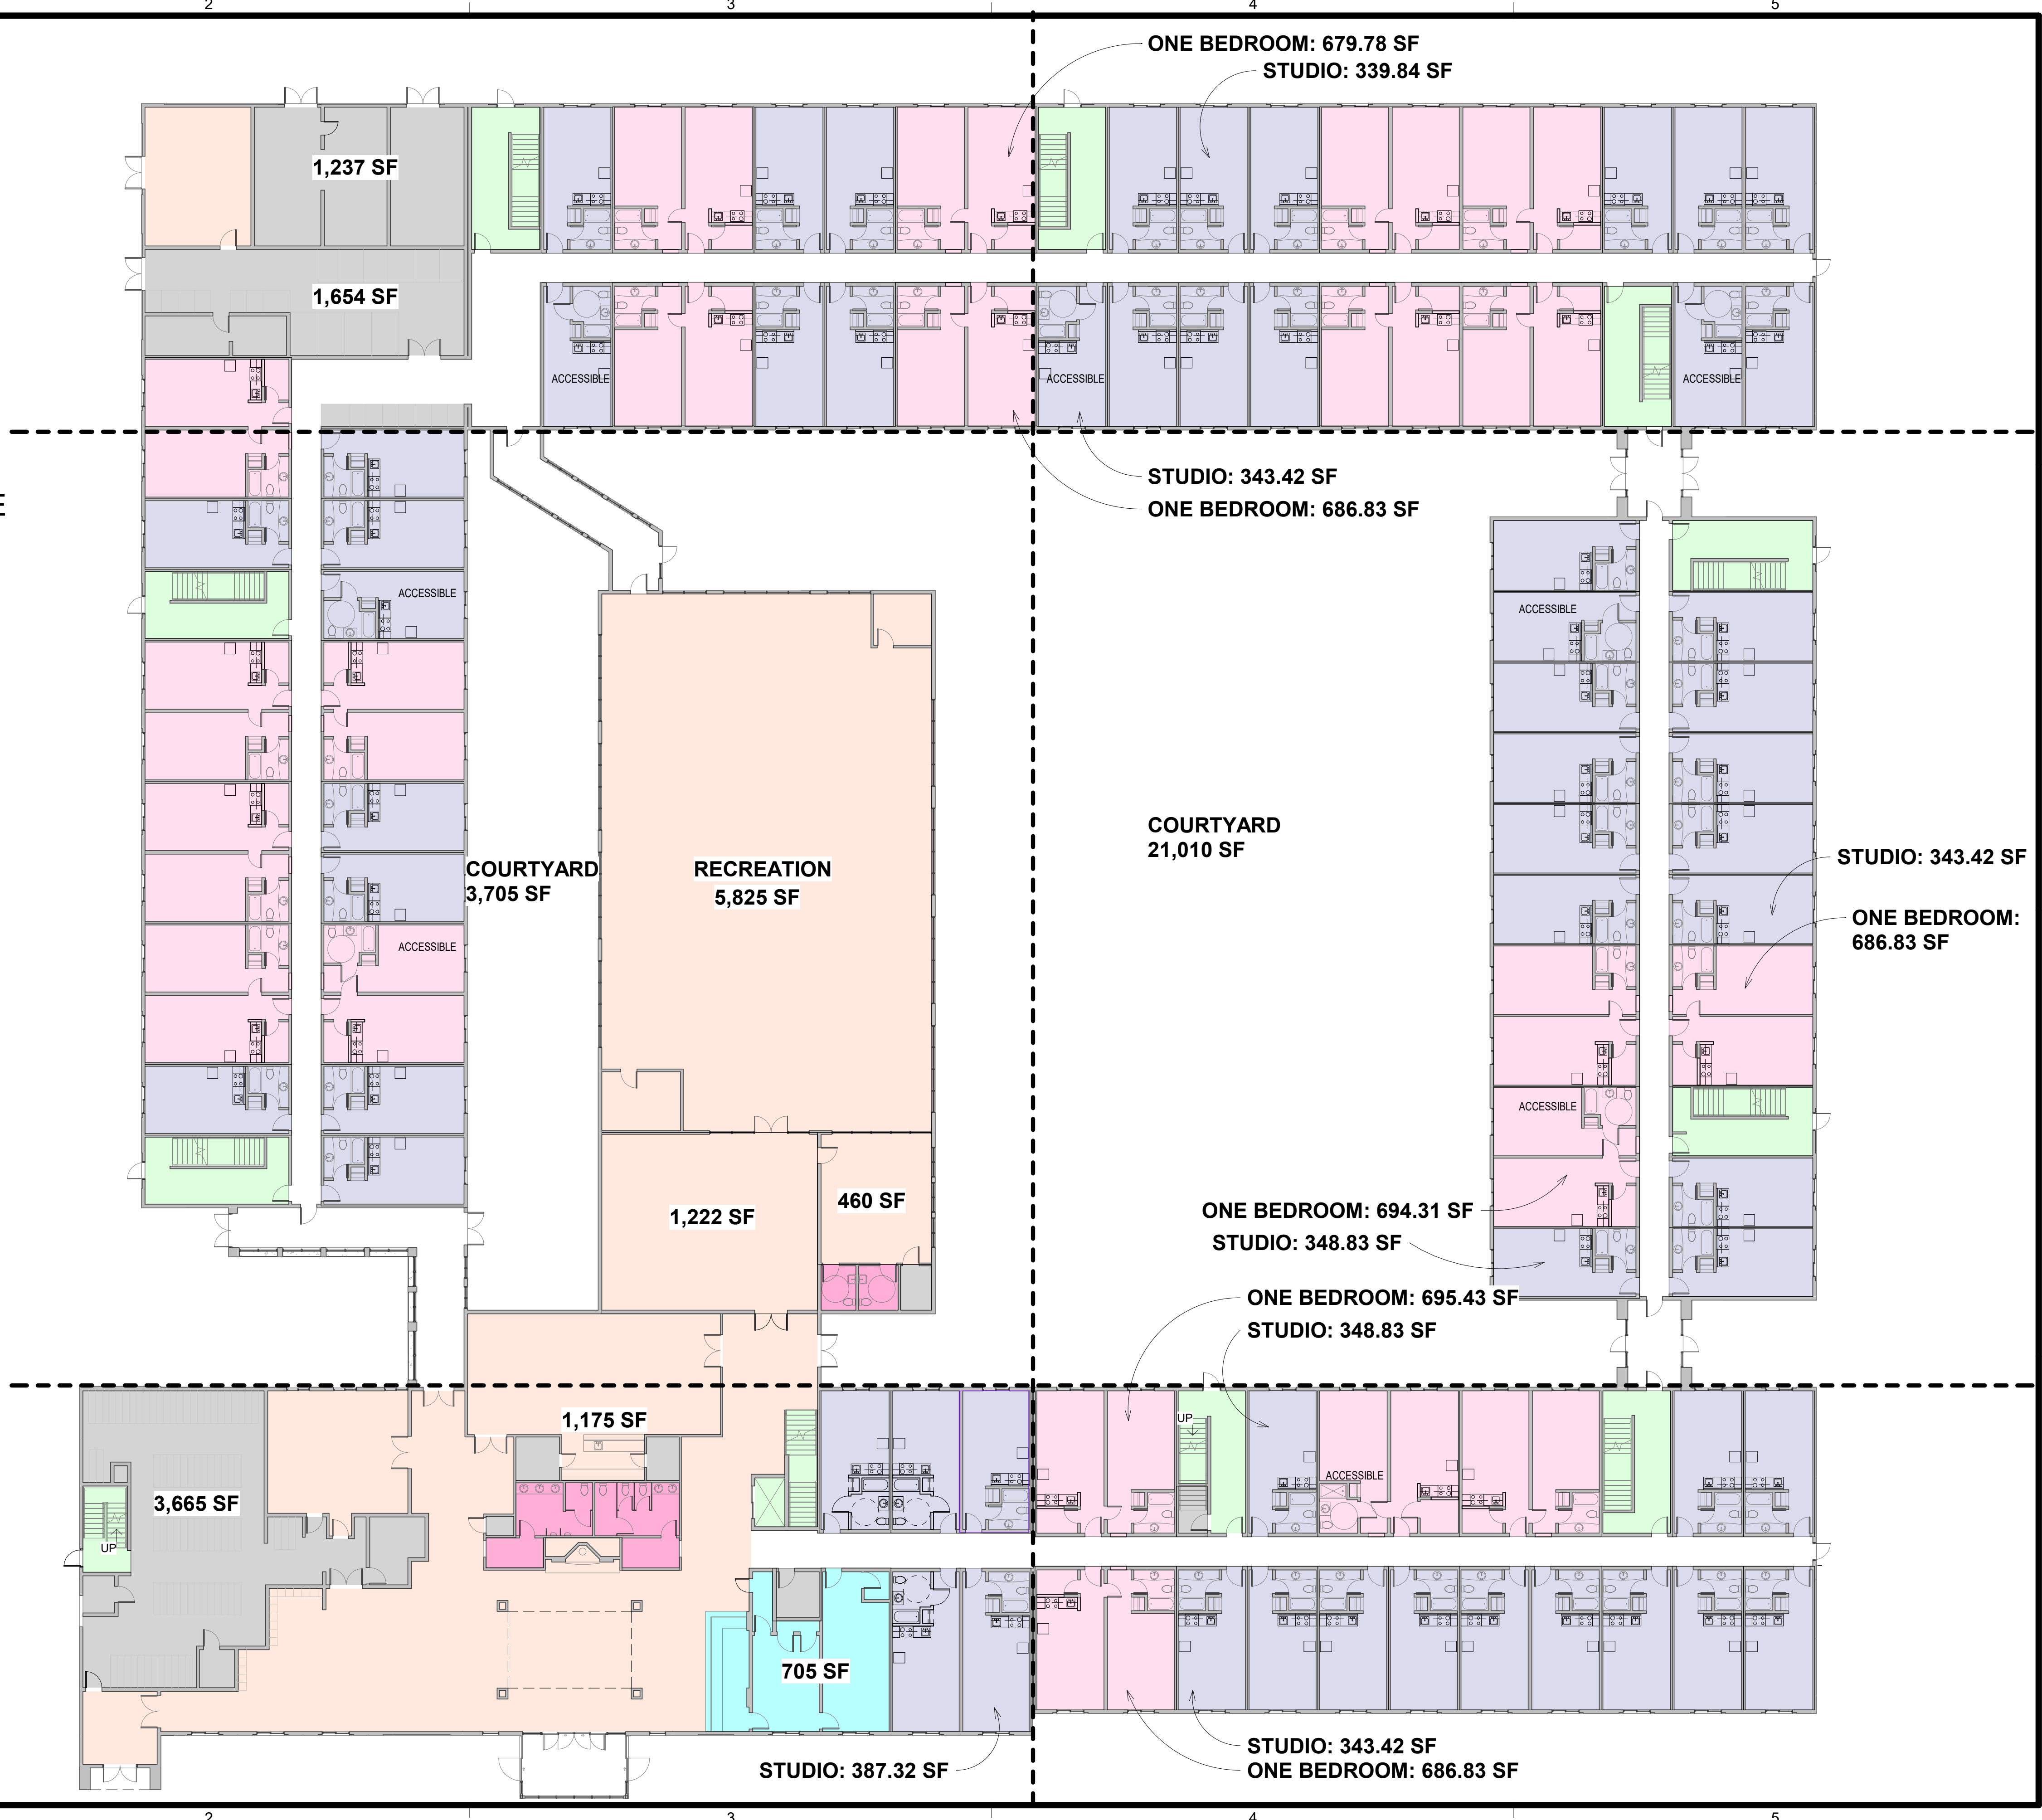 2 3 4 5
ONE BEDROOM: 679.78 SF
STUDIO: 339.84 SF
1,237 SF
1,654 SF
ACCESSIBLE
ACCESSIBLE
ACCESSIBLE
STUDIO: 343.42 SF
ONE BEDROOM: 686.83 SF
E
ACCESSIBLE
ACCESSIBLE
COURTYARD
21,010 SF
COURTYARD
3,705 SF
RECREATION
5,825 SF
STUDIO: 343.42 SF
ONE BEDROOM:
686.83 SF
ACCESSIBLE
ACCESSIBLE
1,222 SF
460 SF
ONE BEDROOM: 694.31 SF
STUDIO: 348.83 SF
ONE BEDROOM: 695.43 SF
STUDIO: 348.83 SF
1,175 SF
UP
ACCESSIBLE
3,665 SF
UP
705 SF
STUDIO: 387.32 SF
STUDIO: 343.42 SF
ONE BEDROOM: 686.83 SF
2 3 4 5